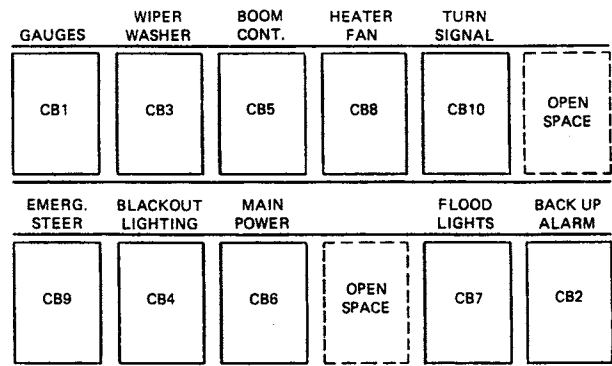 GAUGES
WIPER
WASHER
BOOM
CONT.
HEATER
FAN
TURN
SIGNAL
CB1
CB3
CB5
CB8
CB10
OPEN
SPACE
EMERG.
STEER
BLACKOUT
LIGHTING
MAIN
POWER
FLOOD
LIGHTS
BACK UP
ALARM
CB9
CB4
CB6
OPEN
SPACE
CB7
CB2